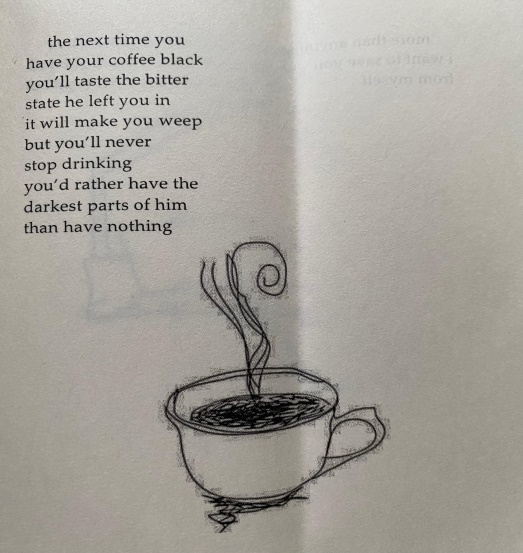 the next time you
have your coffee black
you'll taste the bitter
state he left you in
it will make you weep
but you'll never
stop drinking
you'd rather have the
darkest parts of him
than have nothing